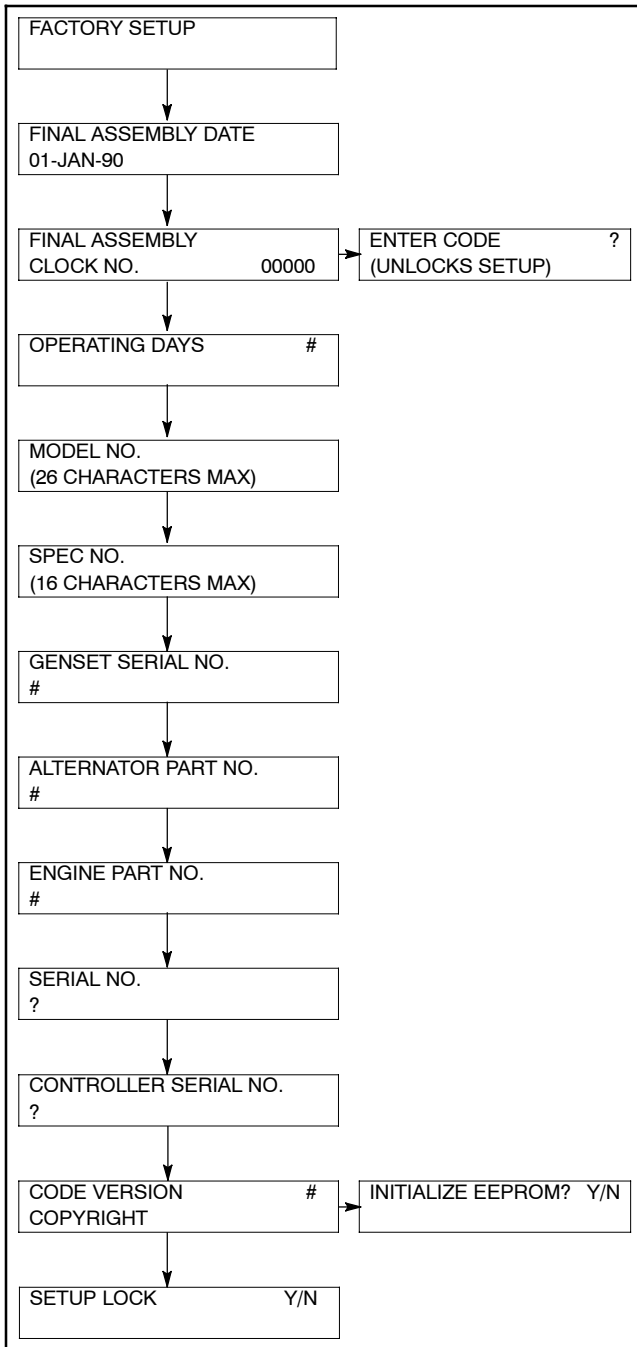 FACTORY SETUP
FINAL ASSEMBLY DATE
01-JAN-90
FINAL ASSEMBLY
CLOCK NO. 00000
ENTER CODE ?
(UNLOCKS SETUP)
OPERATING DAYS #
MODEL NO.
(26 CHARACTERS MAX)
SPEC NO.
(16 CHARACTERS MAX)
GENSET SERIAL NO.
#
ALTERNATOR PART NO.
#
ENGINE PART NO.
#
SERIAL NO.
?
CONTROLLER SERIAL NO.
?
CODE VERSION #
COPYRIGHT
INITIALIZE EEPROM? Y/N
SETUP LOCK Y/N